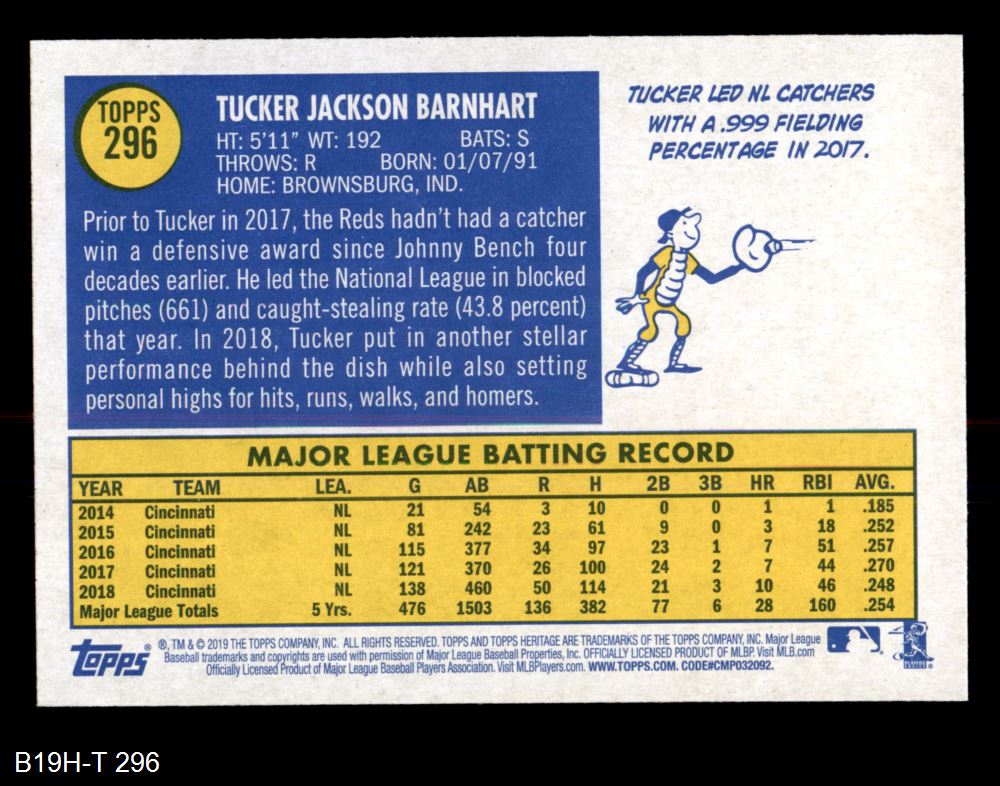 TOPPS
296
TUCKER JACKSON BARNHART
HT: 5'11" WT: 192 BATS: S
THROWS: R BORN: 01/07/91
HOME: BROWNSBURG, IND.
Prior to Tucker in 2017, the Reds hadn't had a catcher
win a defensive award since Johnny Bench four
decades earlier. He led the National League in blocked
pitches (661) and caught-stealing rate (43.8 percent)
that year. In 2018, Tucker put in another stellar
performance behind the dish while also setting
personal highs for hits, runs, walks, and homers.
TUCKER LED NL CATCHERS
WITH A .999 FIELDING
PERCENTAGE IN 2017.
MAJOR LEAGUE BATTING RECORD
YEAR TEAM LEA. G AB R H 2B 3B HR RBI AVG.
2014 Cincinnati NL 21 54 3 10 0 0 1 1 .185
2015 Cincinnati NL 81 242 23 61 9 0 3 18 .252
2016 Cincinnati NL 115 377 34 97 23 1 7 51 .257
2017 Cincinnati NL 121 370 26 100 24 2 7 44 .270
2018 Cincinnati NL 138 460 50 114 21 3 10 46 .248
Major League Totals 5 Yrs. 476 1503 136 382 77 6 28 160 .254
topps
®, TM & © 2019 THE TOPPS COMPANY, INC. ALL RIGHTS RESERVED. TOPPS AND TOPPS HERITAGE ARE TRADEMARKS OF THE TOPPS COMPANY, INC. Major League
Baseball trademarks and copyrights are used with permission of Major League Baseball Properties, Inc. OFFICIALLY LICENSED PRODUCT OF MLBP. Visit MLB.com
Officially Licensed Product of Major League Baseball Players Association. Visit MLBPlayers.com. WWW.TOPPS.COM. CODE#CMP032092.
B19H-T 296